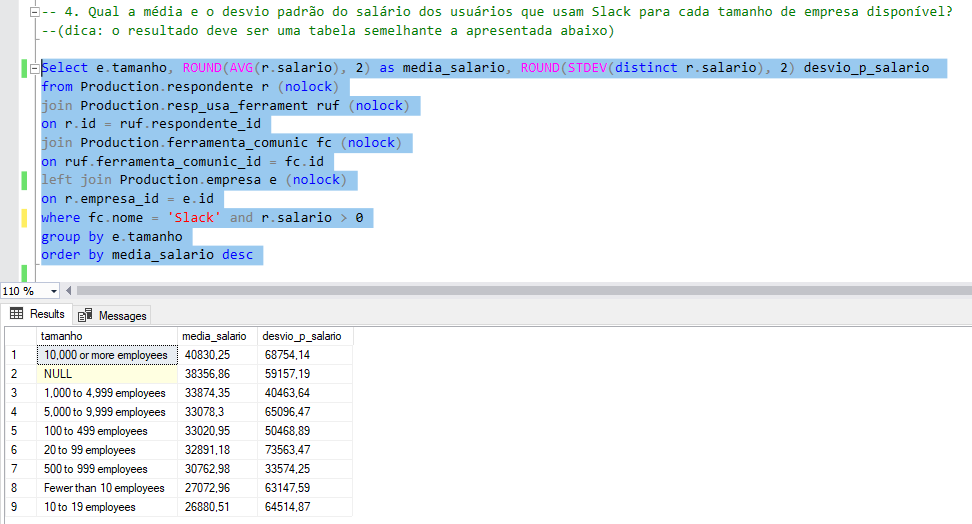 -- 4. Qual a média e o desvio padrão do salário dos usuários que usam Slack para cada tamanho de empresa disponível?
--(dica: o resultado deve ser uma tabela semelhante a apresentada abaixo)
Select e.tamanho, ROUND(AVG(r.salario), 2) as media_salario, ROUND(STDEV(distinct r.salario), 2) desvio_p_salario
from Production.respondente r (nolock)
join Production.resp_usa_ferrament ruf (nolock)
on r.id = ruf.respondente_id
join Production.ferramenta_comunic fc (nolock)
on ruf.ferramenta_comunic_id = fc.id
left join Production.empresa e (nolock)
on r.empresa_id = e.id
where fc.nome = 'Slack' and r.salario > 0
group by e.tamanho
order by media_salario desc
110 %
Results Messages
tamanho media_salario desvio_p_salario
1 10,000 or more employees 40830,25 68754,14
2 NULL 38356,86 59157,19
3 1,000 to 4,999 employees 33874,35 40463,64
4 5,000 to 9,999 employees 33078,3 65096,47
5 100 to 499 employees 33020,95 50468,89
6 20 to 99 employees 32891,18 73563,47
7 500 to 999 employees 30762,98 33574,25
8 Fewer than 10 employees 27072,96 63147,59
9 10 to 19 employees 26880,51 64514,87